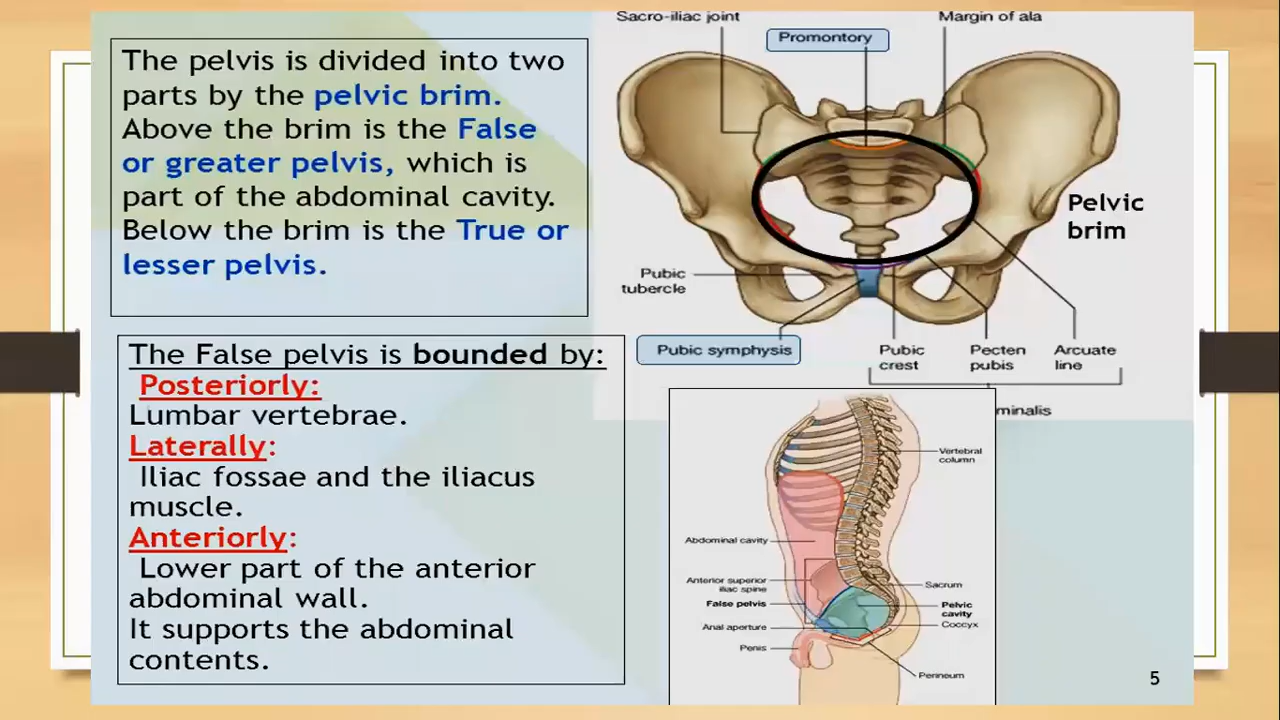 The pelvis is divided into two
parts by the pelvic brim.
Above the brim is the False
or greater pelvis, which is
part of the abdominal cavity.
Below the brim is the True or
lesser pelvis.
The False pelvis is bounded by:
Posteriorly:
Lumbar vertebrae.
Laterally:
Iliac fossae and the iliacus
muscle.
Anteriorly:
Lower part of the anterior
abdominal wall.
It supports the abdominal
contents.
Sacro-iliac joint
Promontory
Margin of ala
Pelvic
brim
Pubic
tubercle
Pubic symphysis
Pubic
crest
Pecten
pubis
Arcuate
line
minalis
Vertebral
column
Abdominal cavity
Anterior superior
iliac spine
False pelvis
Anal aperture
Penis
Sacrum
Pelvic
cavity
Coccyx
Perineum
5